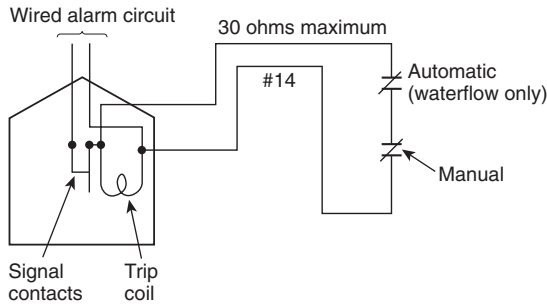 Wired alarm circuit
30 ohms maximum
#14
Automatic
(waterflow only)
Manual
Signal
contacts
Trip
coil